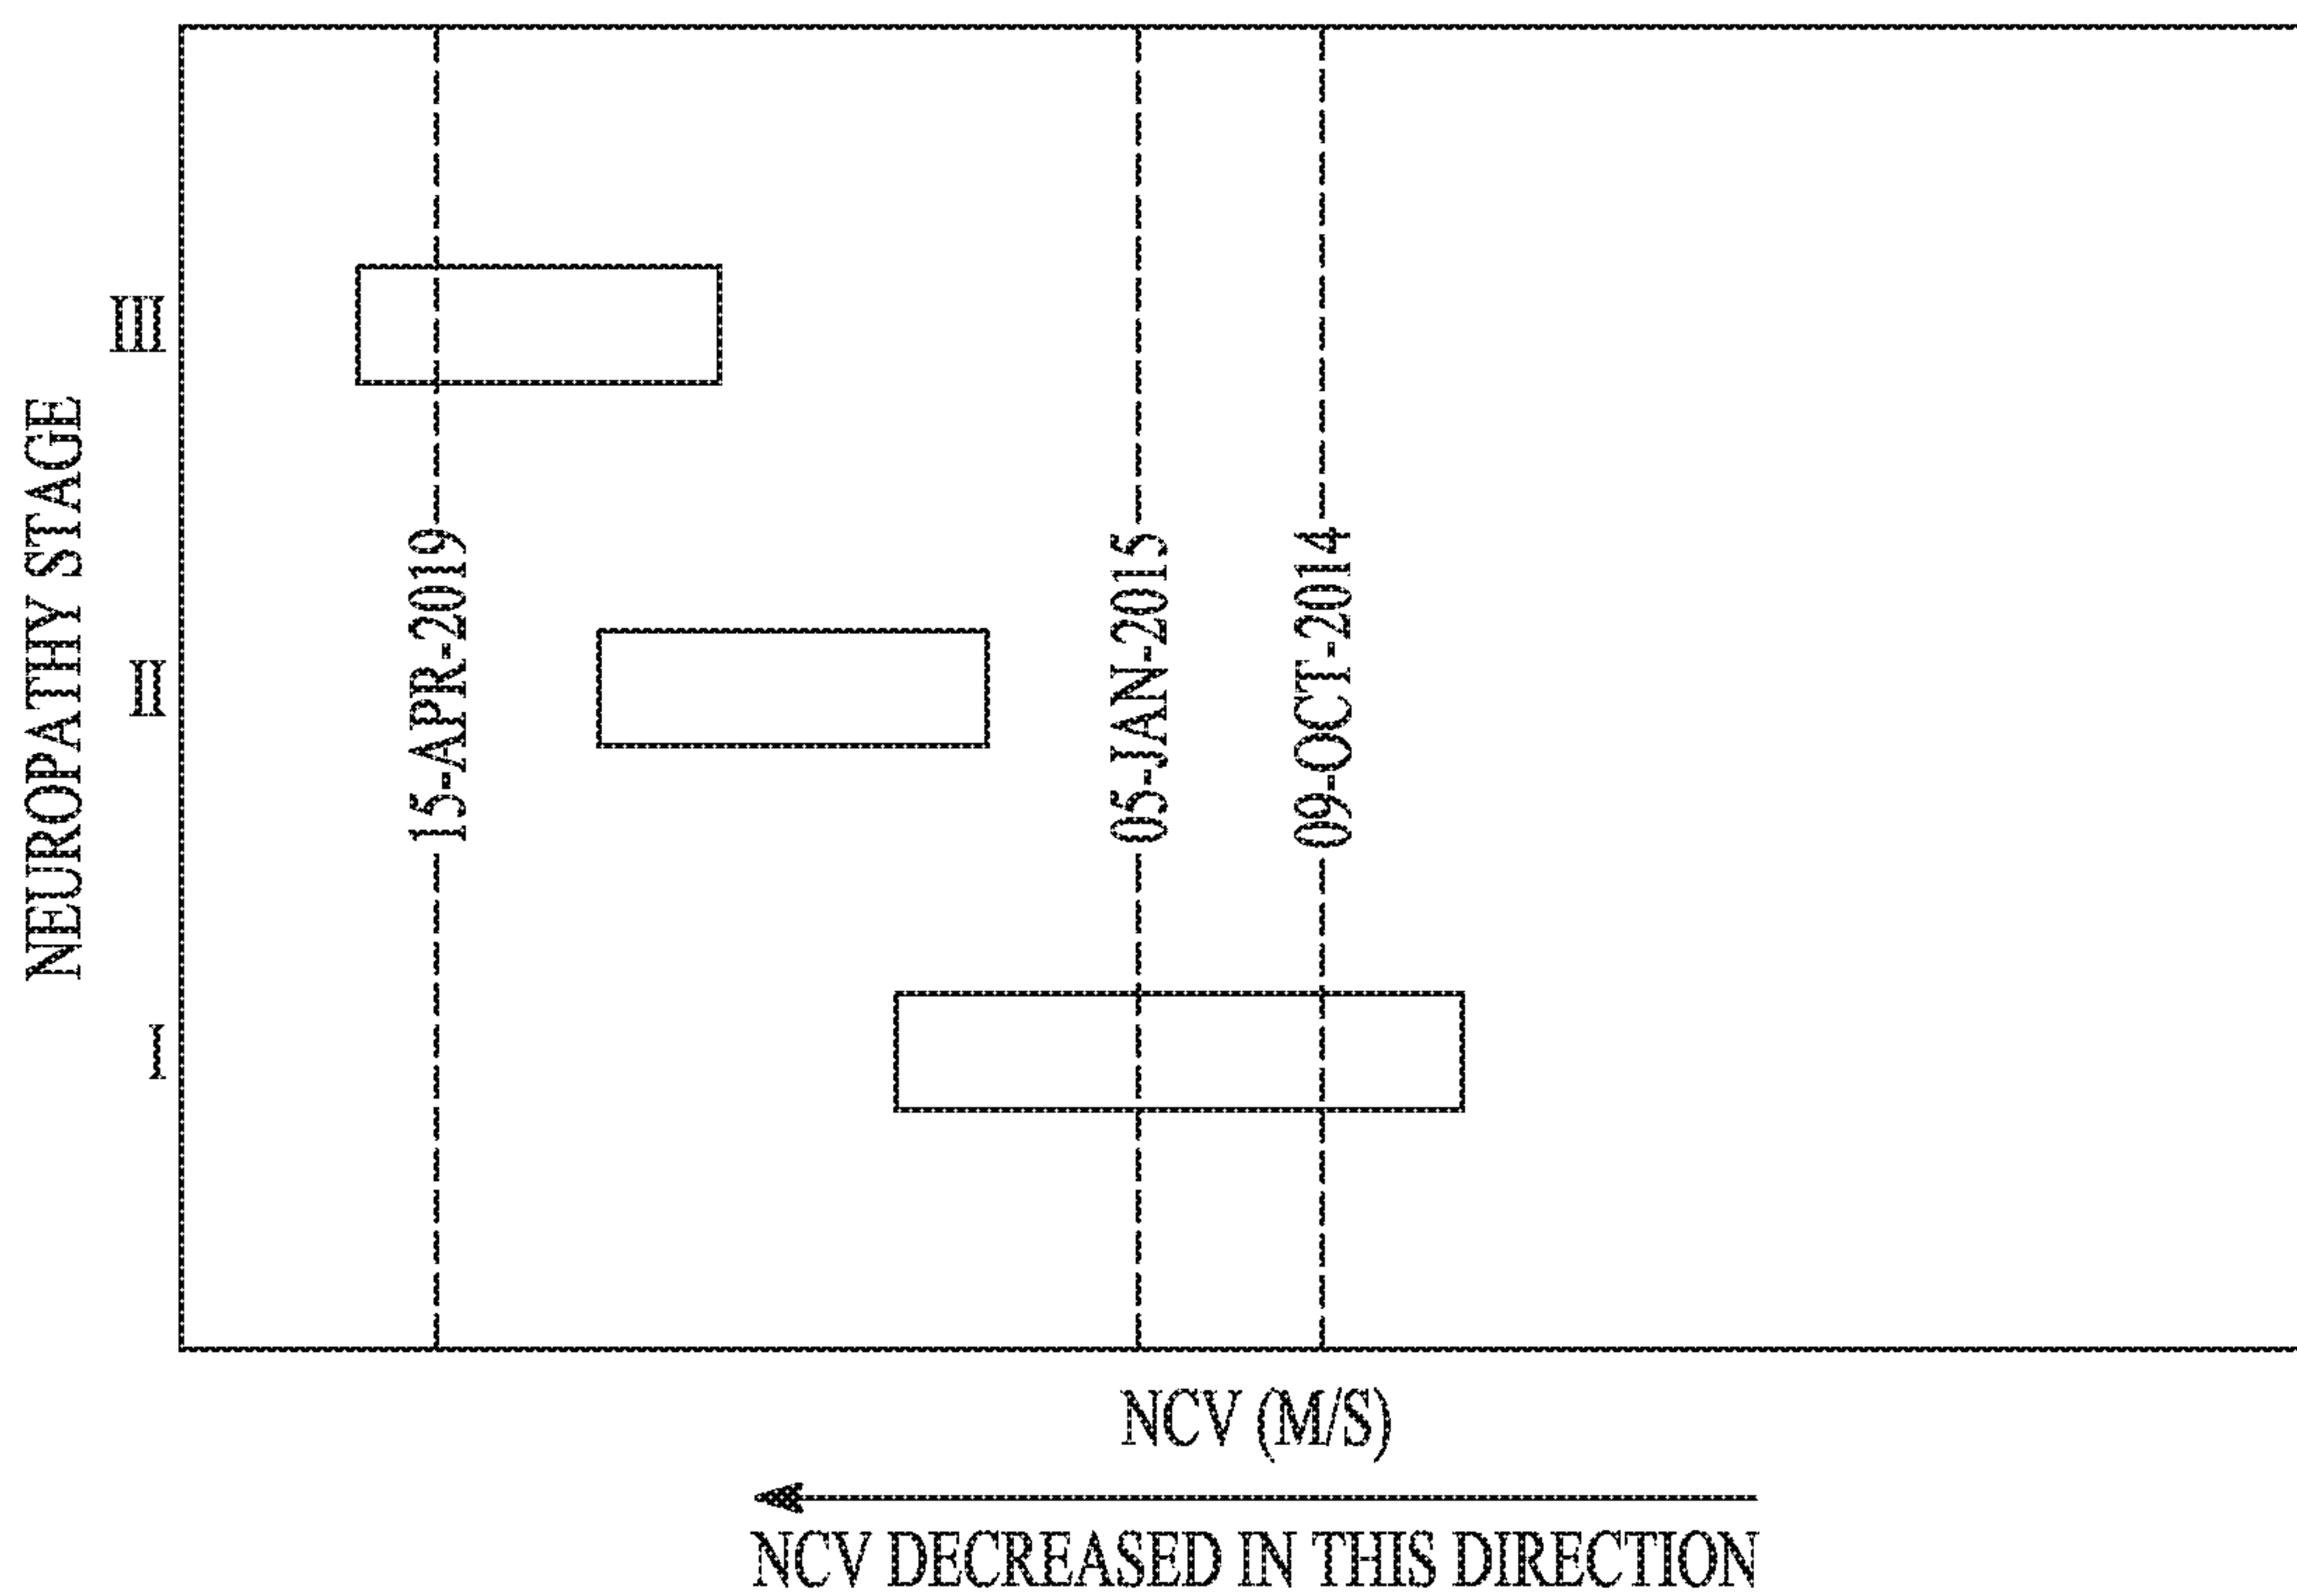 NEUROPATHY STAGE
III
II
I
15-APR-2019
05-JAN-2015
09-OCT-2014
NCV (M/S)
NCV DECREASED IN THIS DIRECTION